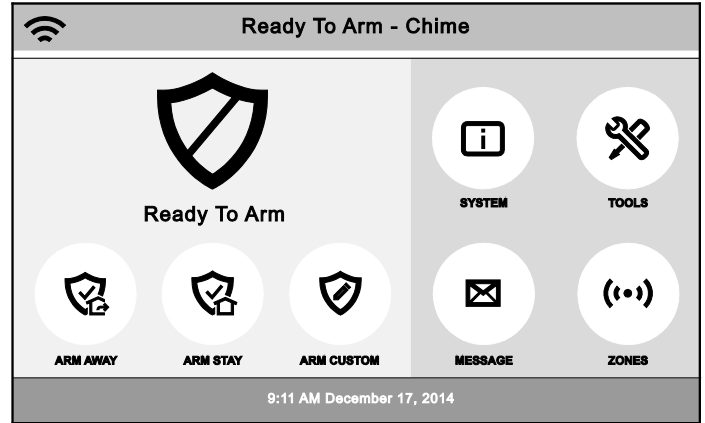 Ready To Arm - Chime
Ready To Arm
SYSTEM
TOOLS
ARM AWAY
ARM STAY
ARM CUSTOM
MESSAGE
ZONES
9:11 AM December 17, 2014